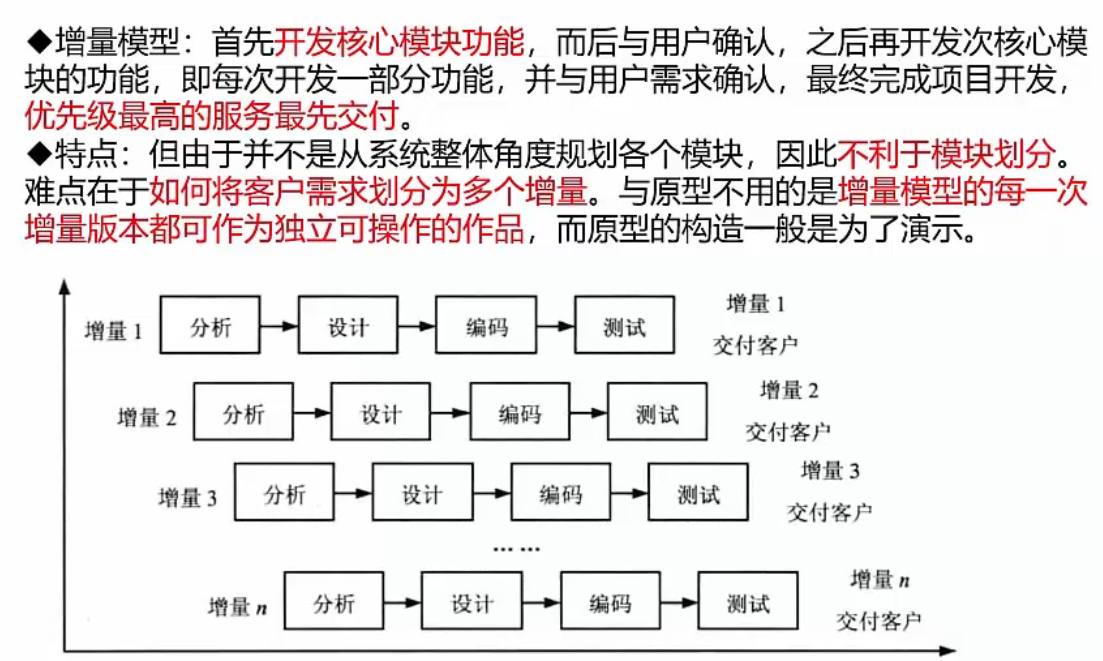 ◆增量模型：首先开发核心模块功能，而后与用户确认，之后再开发次核心模
块的功能，即每次开发一部分功能，并与用户需求确认，最终完成项目开发，
优先级最高的服务最先交付。
◆特点：但由于并不是从系统整体角度规划各个模块，因此不利于模块划分。
难点在于如何将客户需求划分为多个增量。与原型不用的是增量模型的每一次
增量版本都可作为独立可操作的作品，而原型的构造一般是为了演示。
增量 1 分析 设计 编码 测试 增量 1
交付客户
增量 2 分析 设计 编码 测试 增量 2
交付客户
增量 3 分析 设计 编码 测试 增量 3
交付客户
... ...
增量 n 分析 设计 编码 测试 增量 n
交付客户